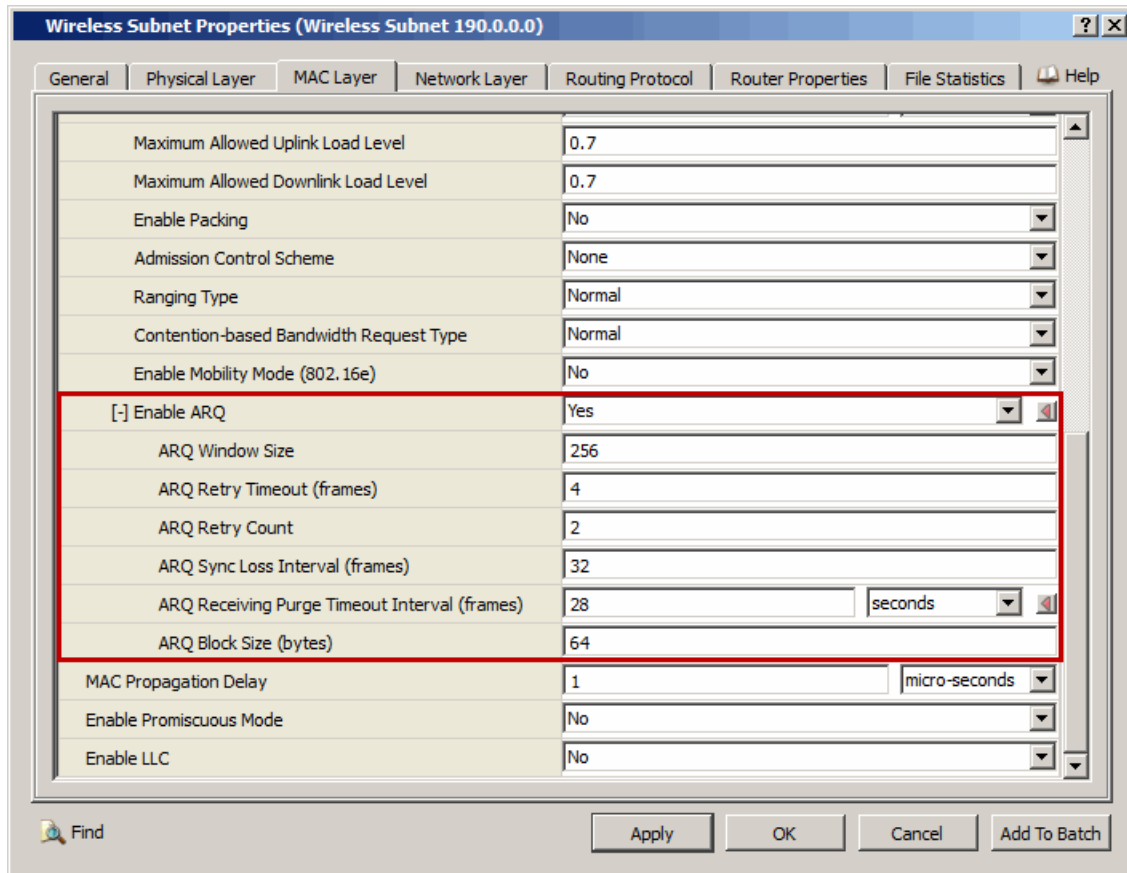 Wireless Subnet Properties (Wireless Subnet 190.0.0.0) ?
General Physical Layer MAC Layer Network Layer Routing Protocol Router Properties File Statistics Help
Maximum Allowed Uplink Load Level 0.7
Maximum Allowed Downlink Load Level 0.7
Enable Packing No
Admission Control Scheme None
Ranging Type Normal
Contention-based Bandwidth Request Type Normal
Enable Mobility Mode (802.16e) No
[-] Enable ARQ Yes
ARQ Window Size 256
ARQ Retry Timeout (frames) 4
ARQ Retry Count 2
ARQ Sync Loss Interval (frames) 32
ARQ Receiving Purge Timeout Interval (frames) 28 seconds
ARQ Block Size (bytes) 64
MAC Propagation Delay 1 micro-seconds
Enable Promiscuous Mode No
Enable LLC No
Find Apply OK Cancel Add To Batch